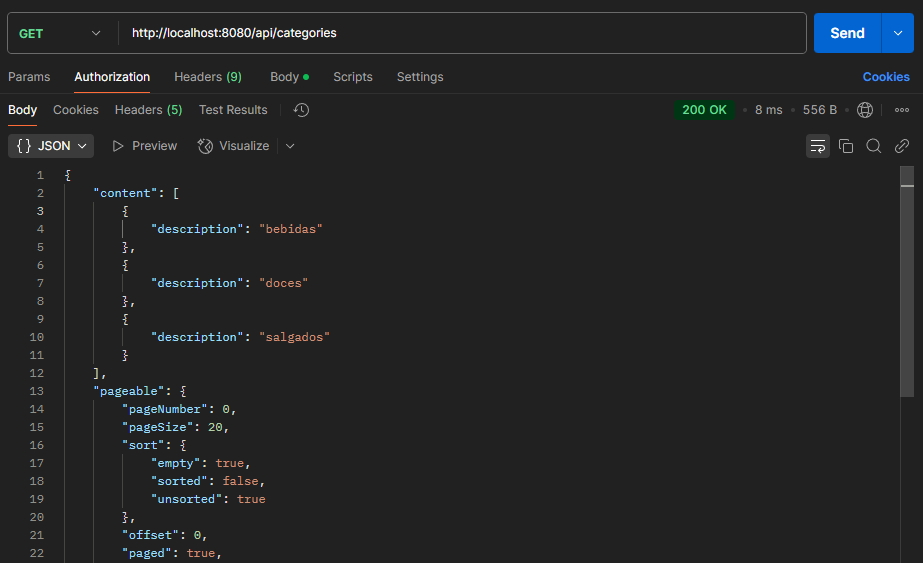 GET http://localhost:8080/api/categories Send
Params Authorization Headers (9) Body Scripts Settings Cookies
Body Cookies Headers (5) Test Results 200 OK • 8 ms • 556 B •
{} JSON Preview Visualize
1 {
2 "content": [
3 {
4 "description": "bebidas"
5 },
6 {
7 "description": "doces"
8 },
9 {
10 "description": "salgados"
11 }
12 ],
13 "pageable": {
14 "pageNumber": 0,
15 "pageSize": 20,
16 "sort": {
17 "empty": true,
18 "sorted": false,
19 "unsorted": true
20 },
21 "offset": 0,
22 "paged": true,